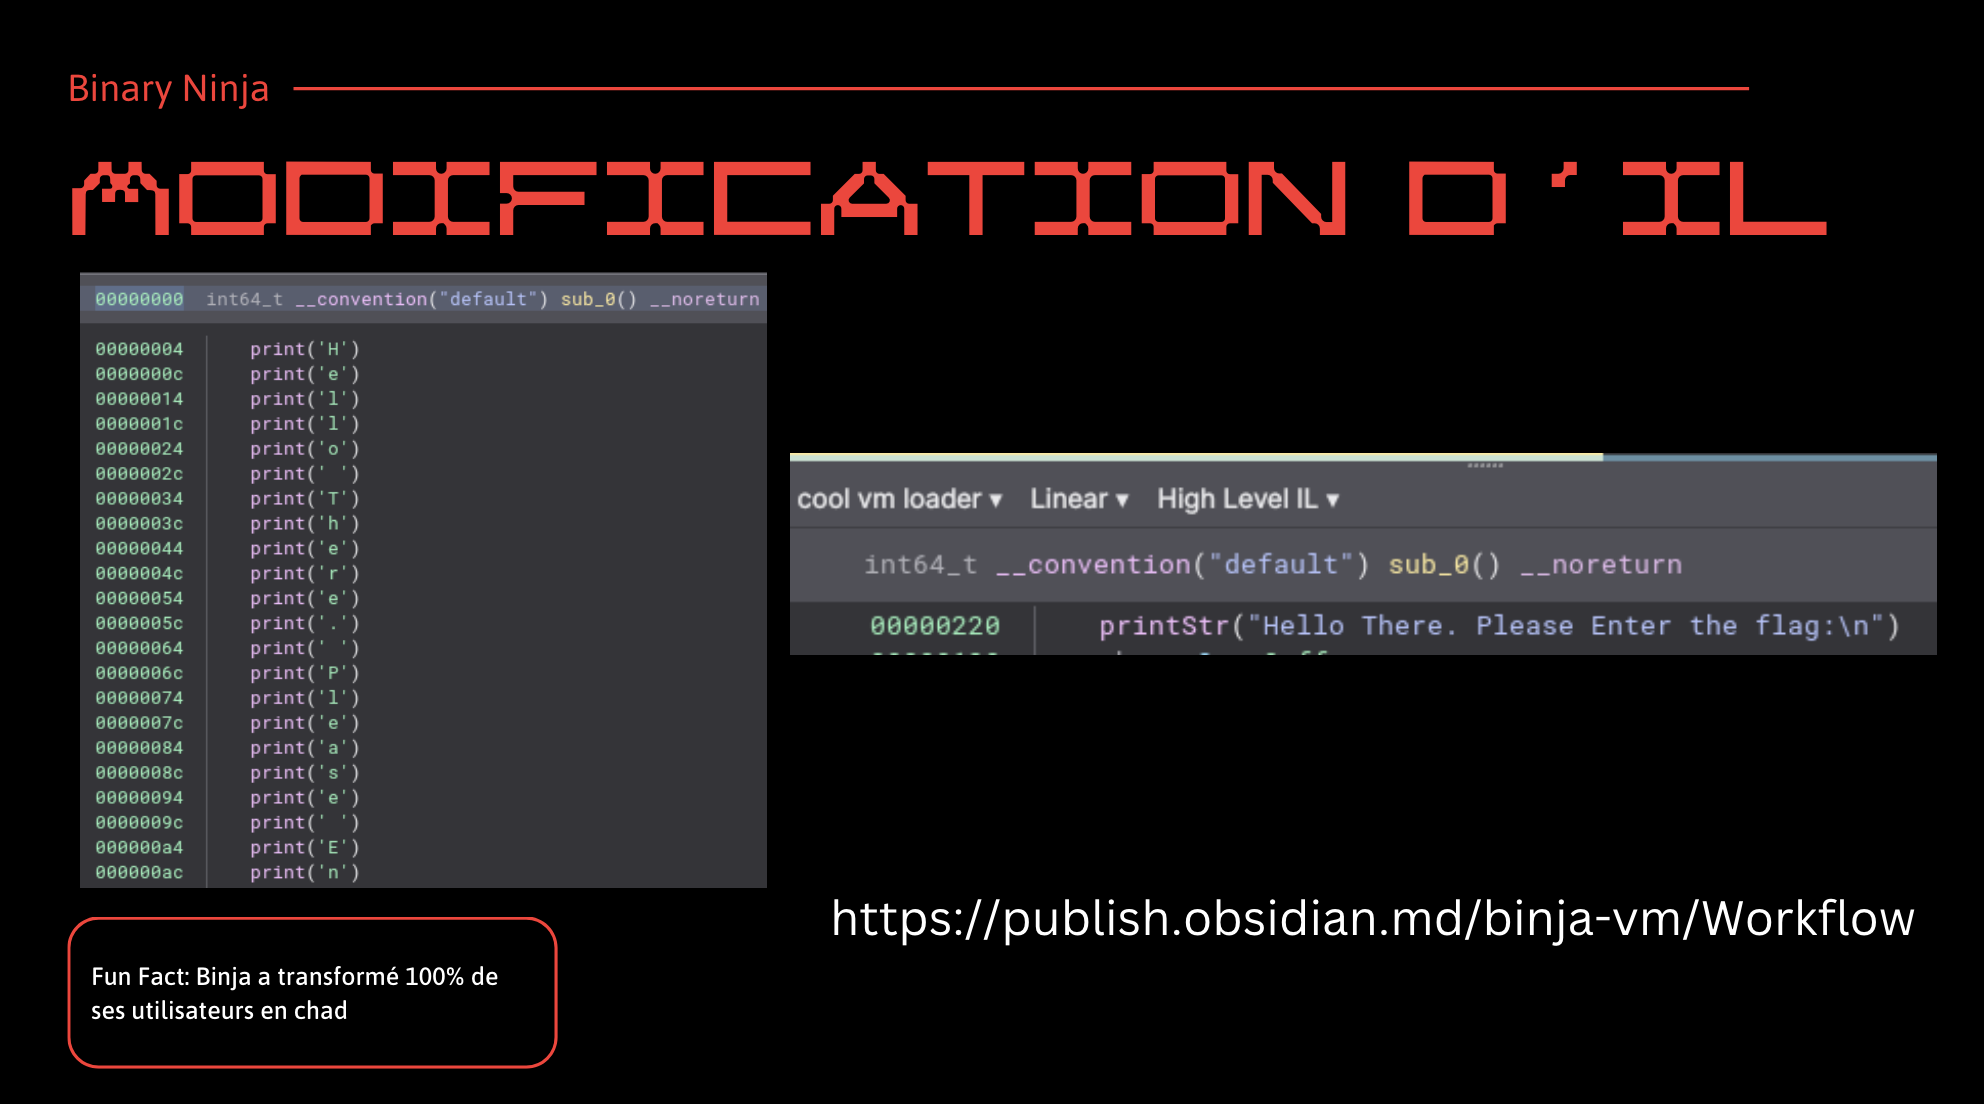 Binary Ninja
MODIFICATION D'IL
00000000 int64_t __convention("default") sub_0() __noreturn
00000004 print('H')
0000000c print('e')
00000014 print('l')
0000001c print('l')
00000024 print('o')
0000002c print(' ')
00000034 print('T')
0000003c print('h')
00000044 print('e')
0000004c print('r')
00000054 print('e')
0000005c print('.')
00000064 print(' ')
0000006c print('P')
00000074 print('l')
0000007c print('e')
00000084 print('a')
0000008c print('s')
00000094 print('e')
0000009c print(' ')
000000a4 print('E')
000000ac print('n')
cool vm loader ▾ Linear ▾ High Level IL ▾
int64_t __convention("default") sub_0() __noreturn
00000220 printStr("Hello There. Please Enter the flag:\n")
https://publish.obsidian.md/binja-vm/Workflow
Fun Fact: Binja a transformé 100% de
ses utilisateurs en chad